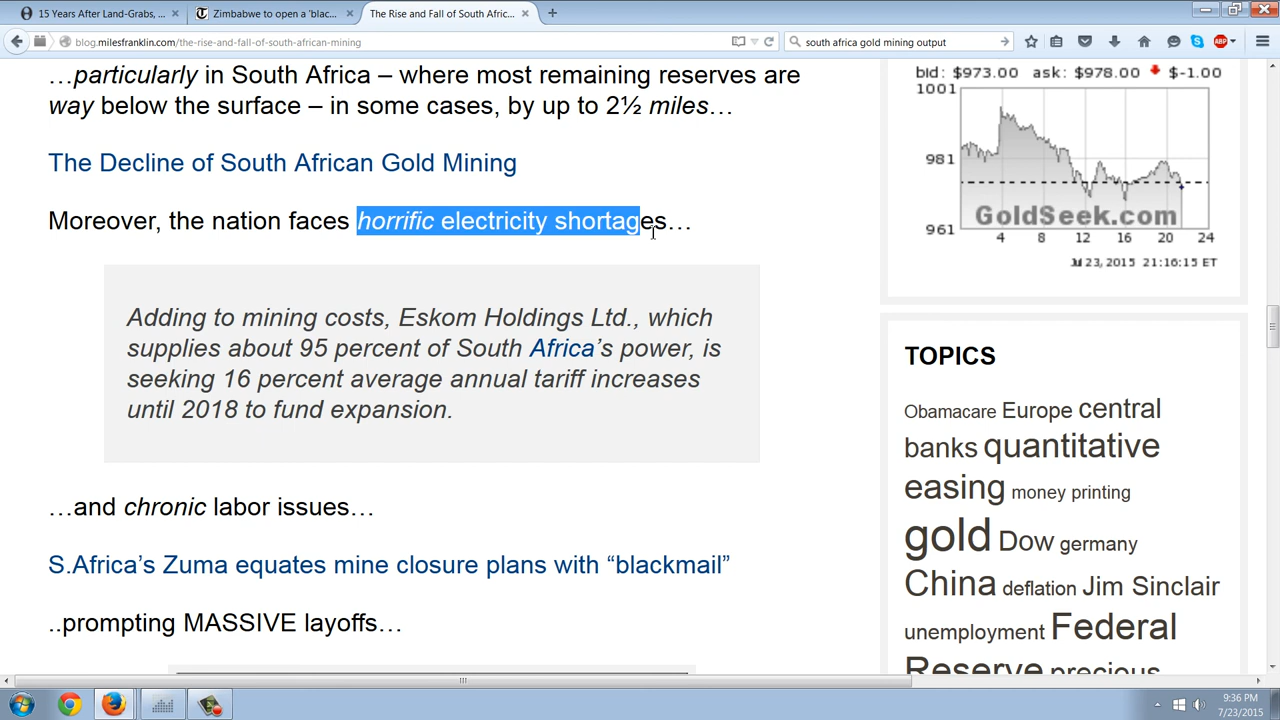 15 Years After Land-Grabs, ...
Zimbabwe to open a 'blac...
The Rise and Fall of South Afric...
blog.milesfranklin.com/the-rise-and-fall-of-south-african-mining
south africa gold mining output
ABP
…particularly in South Africa – where most remaining reserves are
way below the surface – in some cases, by up to 2½ miles…
The Decline of South African Gold Mining
Moreover, the nation faces horrific electricity shortages…
Adding to mining costs, Eskom Holdings Ltd., which
supplies about 95 percent of South Africa's power, is
seeking 16 percent average annual tariff increases
until 2018 to fund expansion.
…and chronic labor issues…
S.Africa's Zuma equates mine closure plans with “blackmail”
..prompting MASSIVE layoffs…
bid: $973.00 ask: $978.00 $-1.00
1001
981
961
GoldSeek.com
4 8 12 16 20 24
Jul 23, 2015 21:16:15 ET
TOPICS
Obamacare Europe central
banks quantitative
easing money printing
gold Dow germany
China deflation Jim Sinclair
unemployment Federal
Reserve precious
9:36 PM
7/23/2015